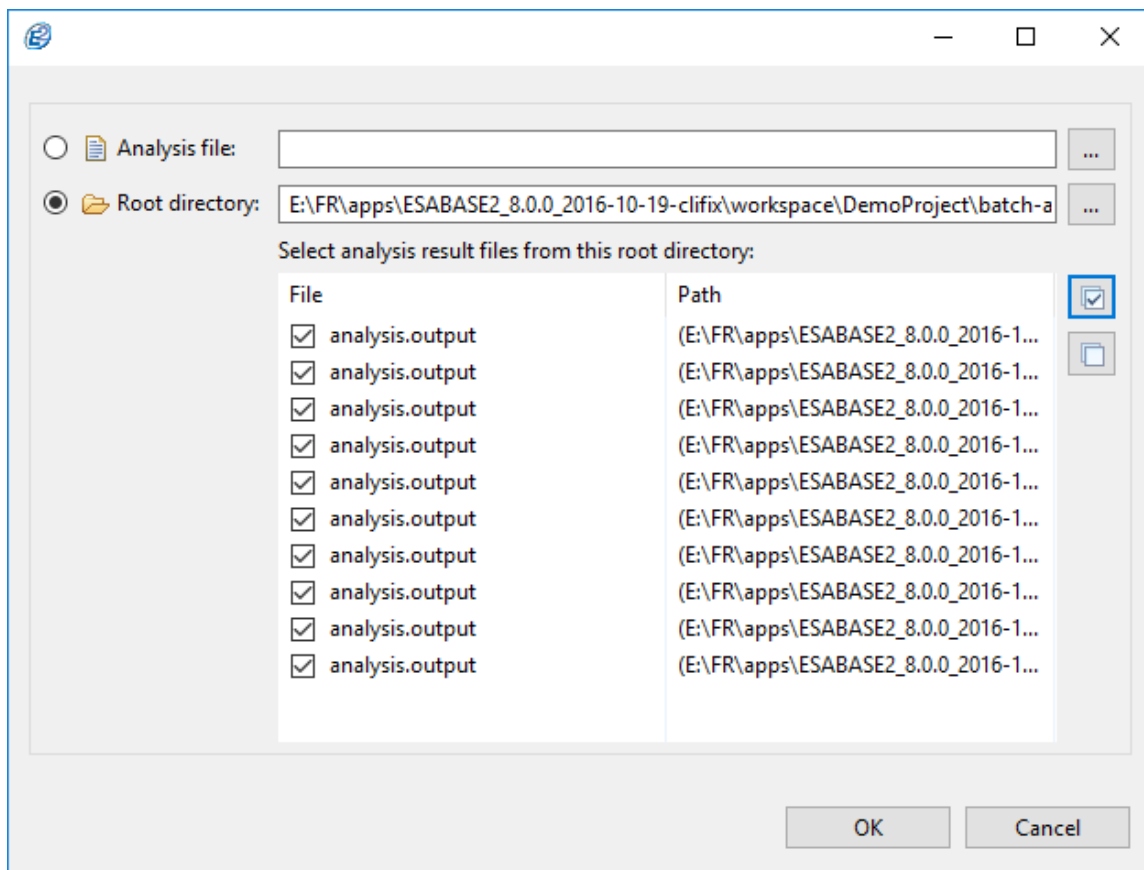 Analysis file:
...
Root directory: E:\FR\apps\ESABASE2_8.0.0_2016-10-19-clifix\workspace\DemoProject\batch-a ...
Select analysis result files from this root directory:
File Path
analysis.output (E:\FR\apps\ESABASE2_8.0.0_2016-1...
analysis.output (E:\FR\apps\ESABASE2_8.0.0_2016-1...
analysis.output (E:\FR\apps\ESABASE2_8.0.0_2016-1...
analysis.output (E:\FR\apps\ESABASE2_8.0.0_2016-1...
analysis.output (E:\FR\apps\ESABASE2_8.0.0_2016-1...
analysis.output (E:\FR\apps\ESABASE2_8.0.0_2016-1...
analysis.output (E:\FR\apps\ESABASE2_8.0.0_2016-1...
analysis.output (E:\FR\apps\ESABASE2_8.0.0_2016-1...
analysis.output (E:\FR\apps\ESABASE2_8.0.0_2016-1...
analysis.output (E:\FR\apps\ESABASE2_8.0.0_2016-1...
OK Cancel